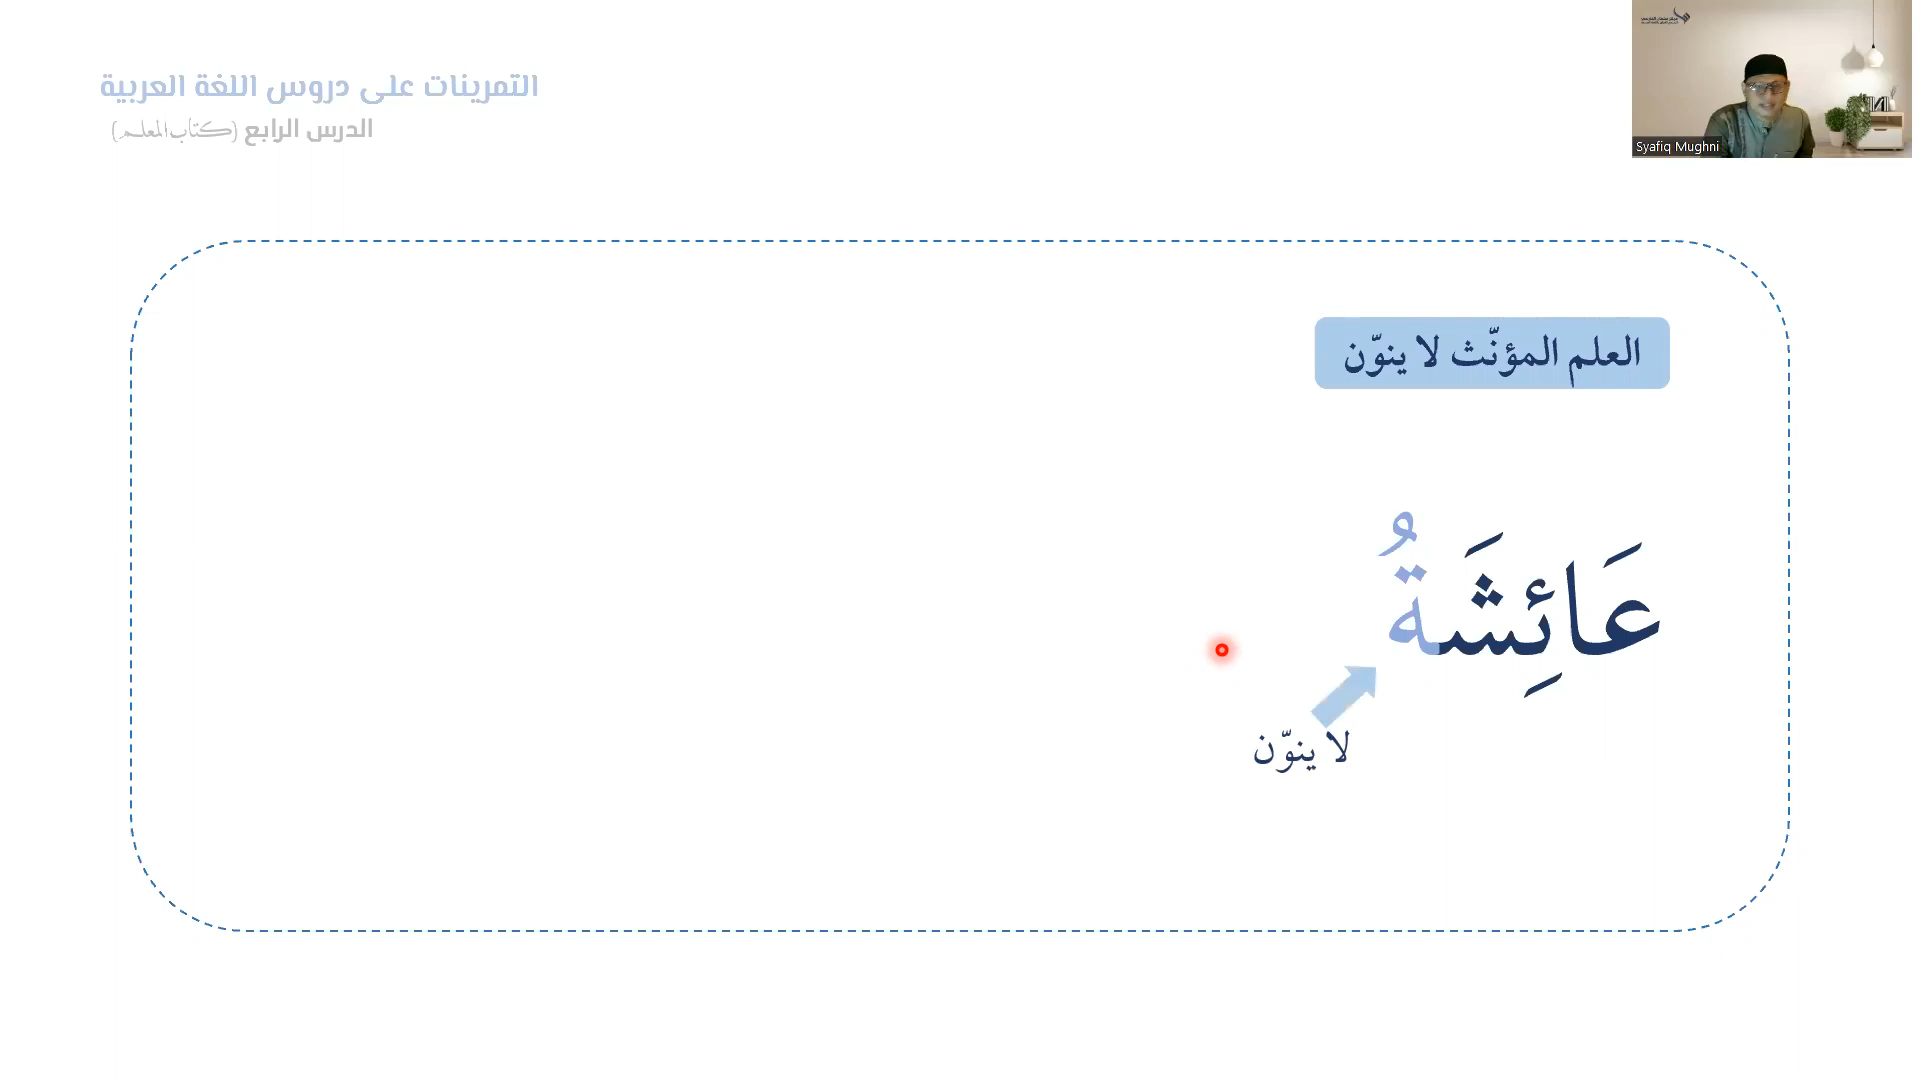 التمرينات على دروس اللغة العربية
الدرس الرابع (كتاب المعلم)
Syafiq Mughni
العلم المؤنّث لا ينوّن
عَائِشَةُ
لا ينوّن